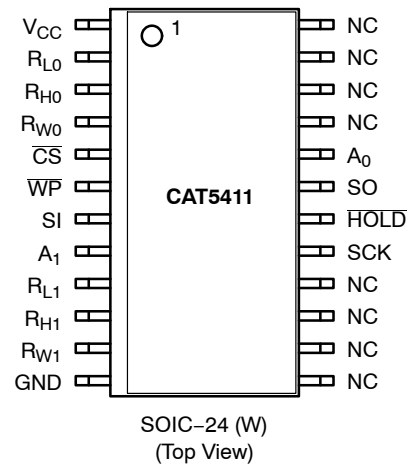 1
VCC NC
RL0 NC
RH0 NC
RW0 NC
CS A0
WP SO
CAT5411
SI HOLD
A1 SCK
RL1 NC
RH1 NC
RW1 NC
GND NC
SOIC−24 (W)
(Top View)